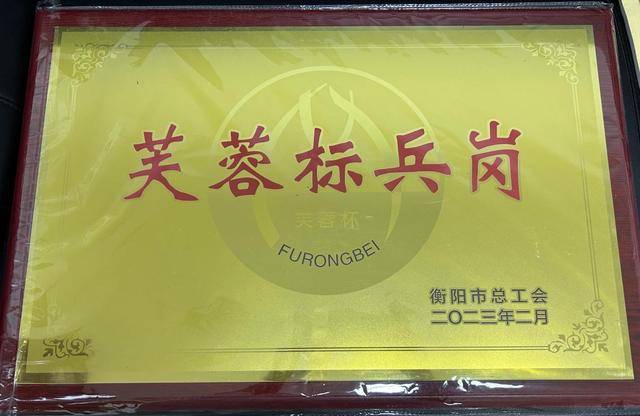 芙蓉标兵岗
芙蓉杯
FURONGBEI
衡阳市总工会
二〇二三年二月